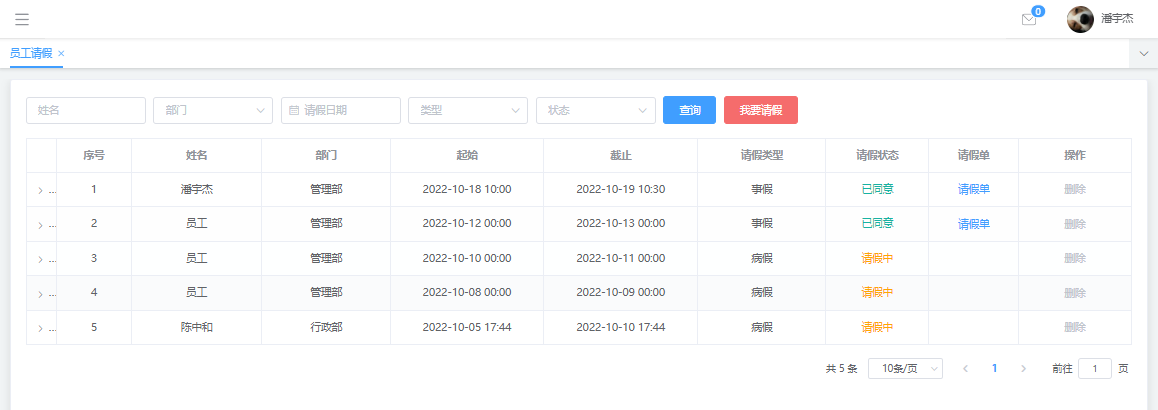 0 潘宇杰
员工请假 ×
姓名 部门 请假日期 类型 状态 查询 我要请假
序号 姓名 部门 起始 截止 请假类型 请假状态 请假单 操作
... 1 潘宇杰 管理部 2022-10-18 10:00 2022-10-19 10:30 事假 已同意 请假单 删除
... 2 员工 管理部 2022-10-12 00:00 2022-10-13 00:00 事假 已同意 请假单 删除
... 3 员工 管理部 2022-10-10 00:00 2022-10-11 00:00 病假 请假中 删除
... 4 员工 管理部 2022-10-08 00:00 2022-10-09 00:00 病假 请假中 删除
... 5 陈中和 行政部 2022-10-05 17:44 2022-10-10 17:44 病假 请假中 删除
共 5 条 10条/页 1 前往 1 页